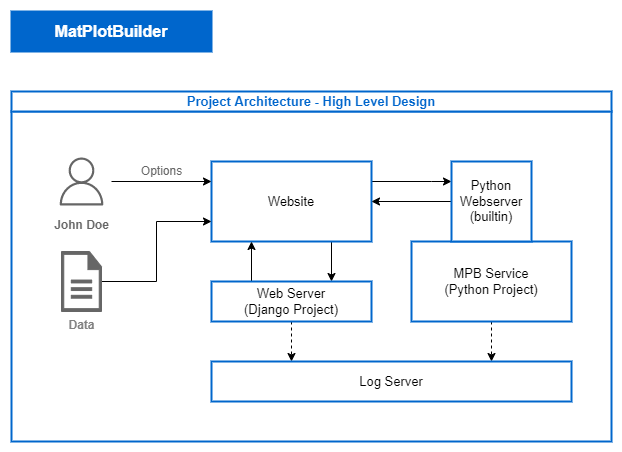 MatPlotBuilder
Project Architecture - High Level Design
Options
John Doe
Website
Python
Webserver
(builtin)
Data
Web Server
(Django Project)
MPB Service
(Python Project)
Log Server